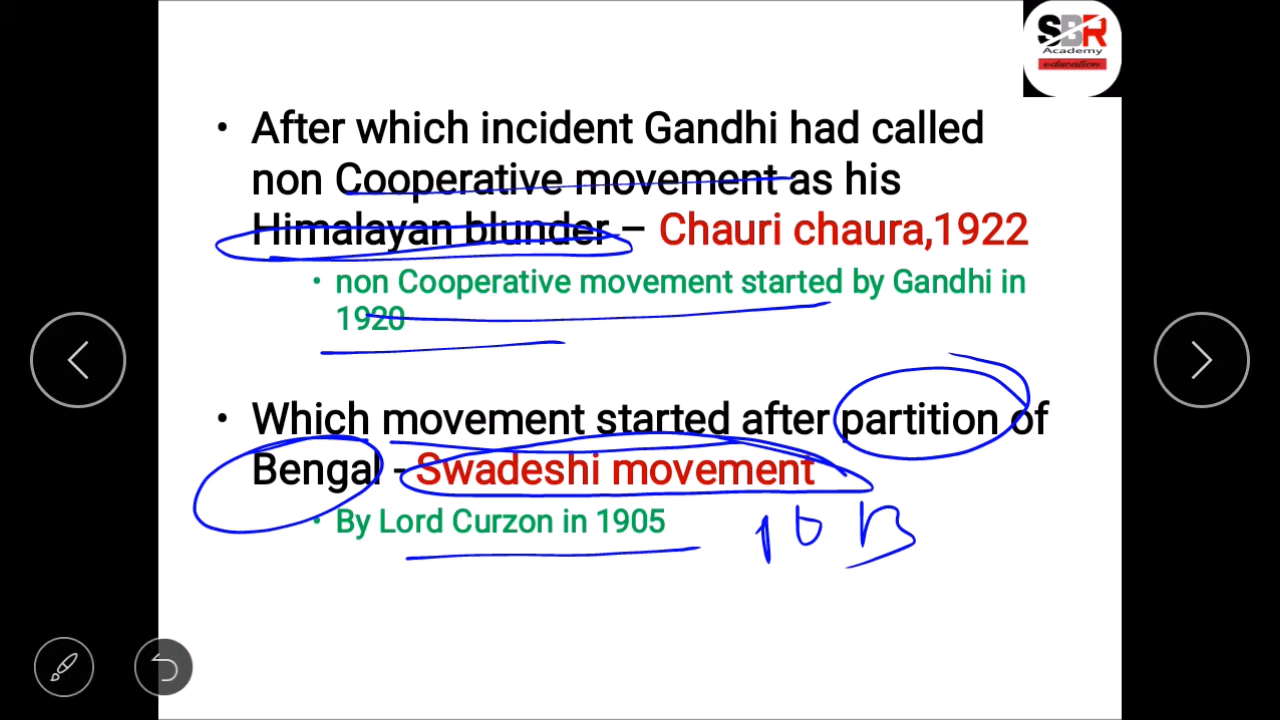 SBR
Academy
education
• After which incident Gandhi had called
non Cooperative movement as his
Himalayan blunder – Chauri chaura,1922
• non Cooperative movement started by Gandhi in
1920
• Which movement started after partition of
Bengal - Swadeshi movement
• By Lord Curzon in 1905